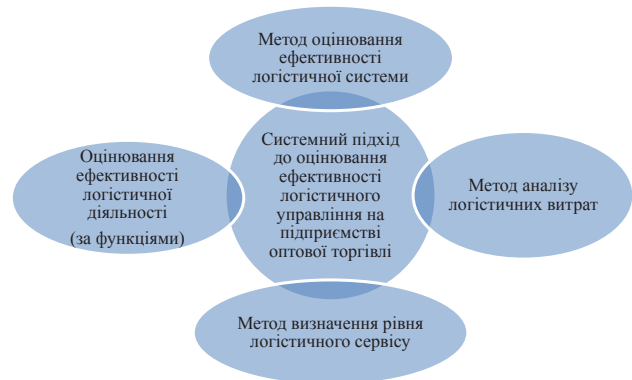 Метод оцінювання
ефективності
логістичної системи
Оцінювання
ефективності
логістичної
діяльності
(за функціями)
Системний підхід
до оцінювання
ефективності
логістичного
управління на
підприємстві
оптової торгівлі
Метод аналізу
логістичних витрат
Метод визначення рівня
логістичного сервісу